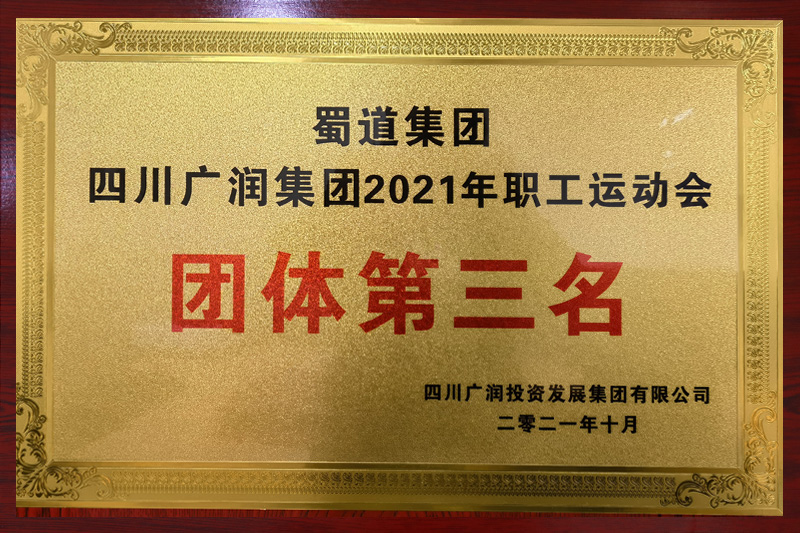 蜀道集团
四川广润集团2021年职工运动会
团体第三名
四川广润投资发展集团有限公司
二零二一年十月